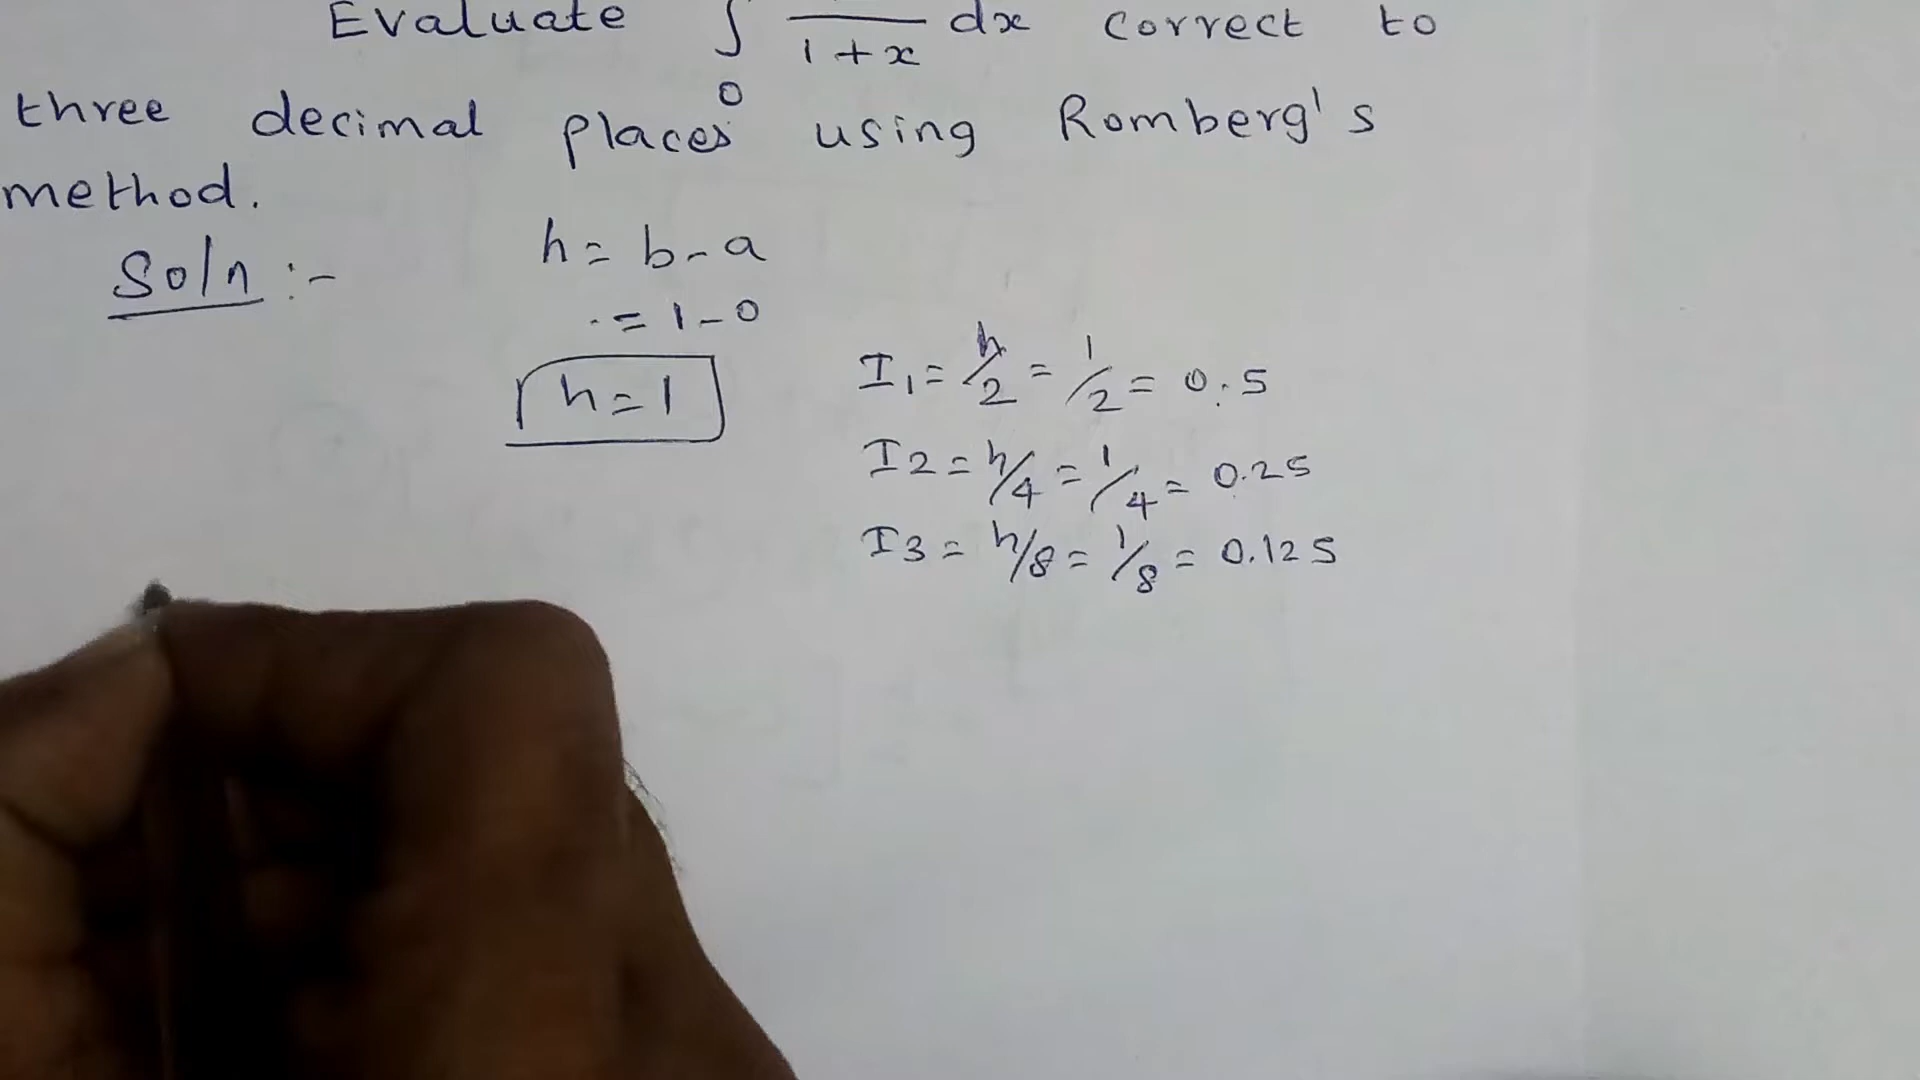 Evaluate ∫ 0 /1+x dx correct to
three decimal places using Romberg's
method.
Soln :-
h = b - a
= 1 - 0
h = 1
I1 = h/2 = 1/2 = 0.5
I2 = h/4 = 1/4 = 0.25
I3 = h/8 = 1/8 = 0.125